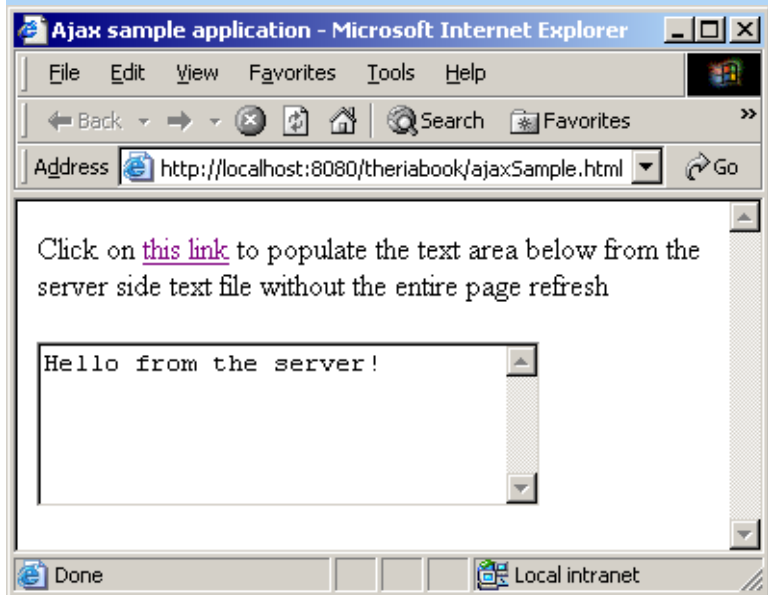 Ajax sample application - Microsoft Internet Explorer
File Edit View Favorites Tools Help
Back Search Favorites »
Address http://localhost:8080/theriabook/ajaxSample.html Go
Click on this link to populate the text area below from the
server side text file without the entire page refresh
Hello from the server!
Done Local intranet